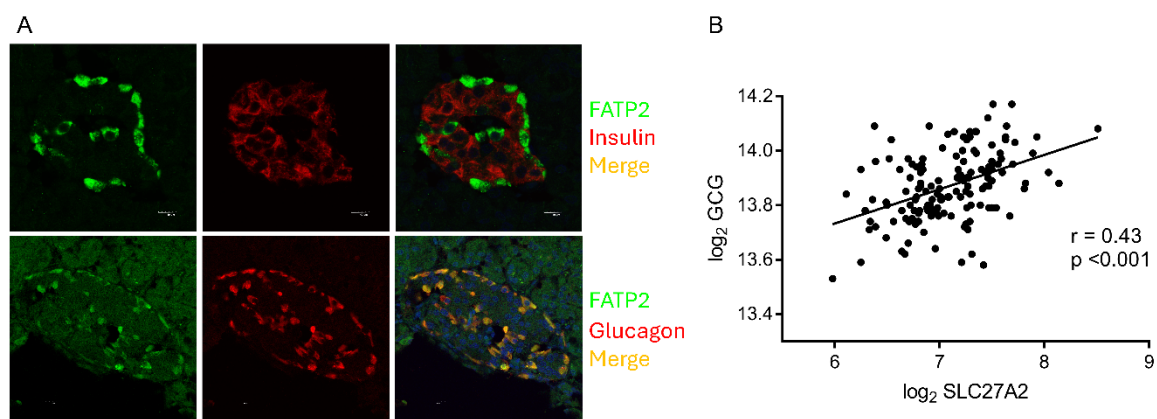 A
FATP2
Insulin
Merge
FATP2
Glucagon
Merge
B
14.2
14.0
13.8
13.6
13.4
log₂ GCG
r = 0.43
p <0.001
6
7
8
9
log₂ SLC27A2